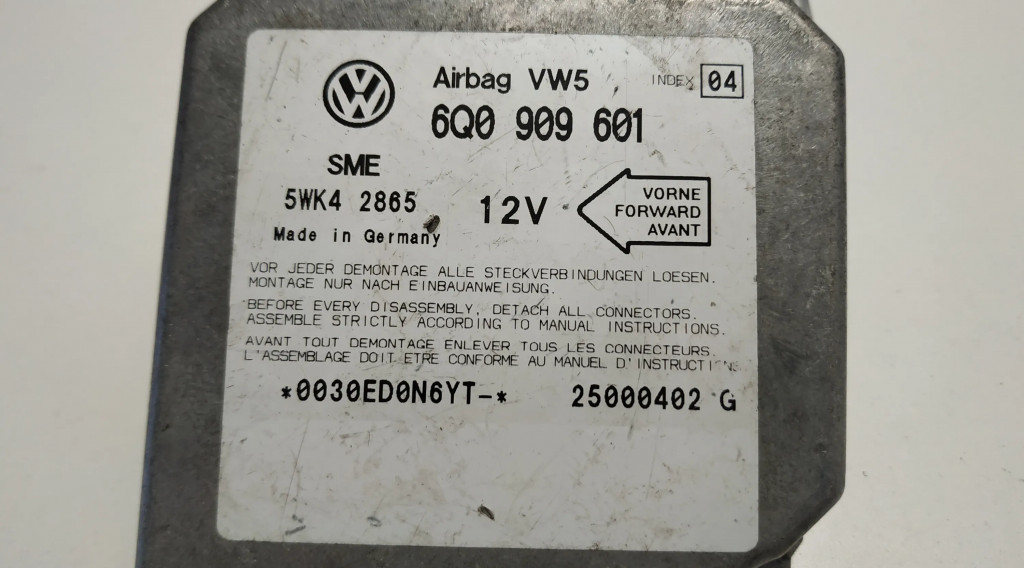 VW
Airbag VW5
INDEX 04
6Q0 909 601
SME
5WK4 2865
12V
VORNE
FORWARD
AVANT
Made in Germany
VOR JEDER DEMONTAGE ALLE STECKVERBINDUNGEN LOESEN.
MONTAGE NUR NACH EINBAUANWEISUNG.
BEFORE EVERY DISASSEMBLY, DETACH ALL CONNECTORS.
ASSEMBLE STRICTLY ACCORDING TO MANUAL INSTRUCTIONS.
AVANT TOUT DEMONTAGE ENLEVER TOUS LES CONNECTEURS.
L'ASSEMBLAGE DOIT ETRE CONFORME AU MANUEL
*0030ED0N6YT-*
25000402 G